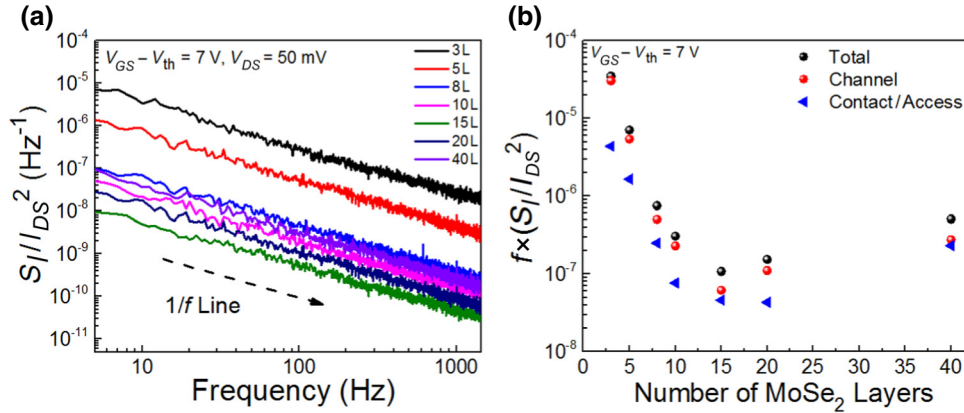 (a)
V_GS – V_th = 7 V, V_DS = 50 mV
3L
5L
8L
10L
15L
20L
40L
10^-4
10^-5
10^-6
10^-7
10^-8
10^-9
10^-10
10^-11
S_I/I_DS^2 (Hz^-1)
1/f Line
10
100
1000
Frequency (Hz)
(b)
V_GS – V_th = 7 V
Total
Channel
Contact/Access
10^-4
10^-5
10^-6
10^-7
10^-8
f×(S_I/I_DS^2)
0 5 10 15 20 25 30 35 40
Number of MoSe_2 Layers